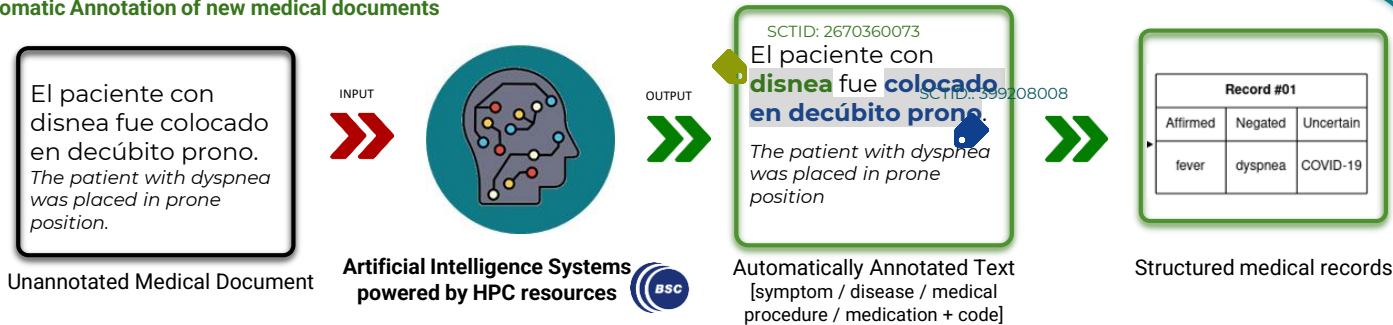 omatic Annotation of new medical documents
El paciente con
disnea fue colocado
en decúbito prono.
The patient with dyspnea
was placed in prone
position.
Unannotated Medical Document
INPUT
Artificial Intelligence Systems
powered by HPC resources
BSC
OUTPUT
SCTID: 2670360073
El paciente con
disnea fue colocado
SCTID.: 399208008
en decúbito prono.
The patient with dyspnea
was placed in prone
position
Automatically Annotated Text
[symptom / disease / medical
procedure / medication + code]
Record #01
Affirmed Negated Uncertain
fever dyspnea COVID-19
Structured medical records